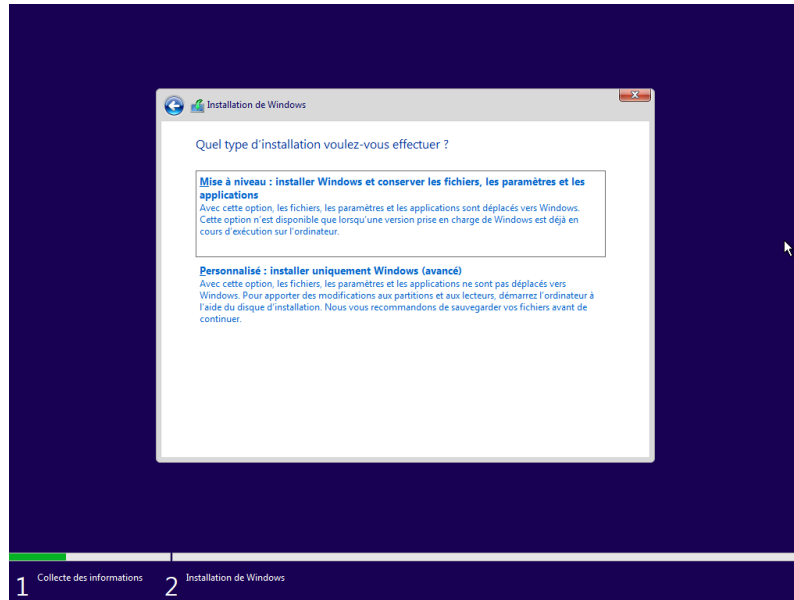 Installation de Windows
Quel type d'installation voulez-vous effectuer ?
Mise à niveau : installer Windows et conserver les fichiers, les paramètres et les
applications
Avec cette option, les fichiers, les paramètres et les applications sont déplacés vers Windows.
Cette option n'est disponible que lorsqu'une version prise en charge de Windows est déjà en
cours d'exécution sur l'ordinateur.
Personnalisé : installer uniquement Windows (avancé)
Avec cette option, les fichiers, les paramètres et les applications ne sont pas déplacés vers
Windows. Pour apporter des modifications aux partitions et aux lecteurs, démarrez l'ordinateur à
l'aide du disque d'installation. Nous vous recommandons de sauvegarder vos fichiers avant de
continuer.
1 Collecte des informations 2 Installation de Windows